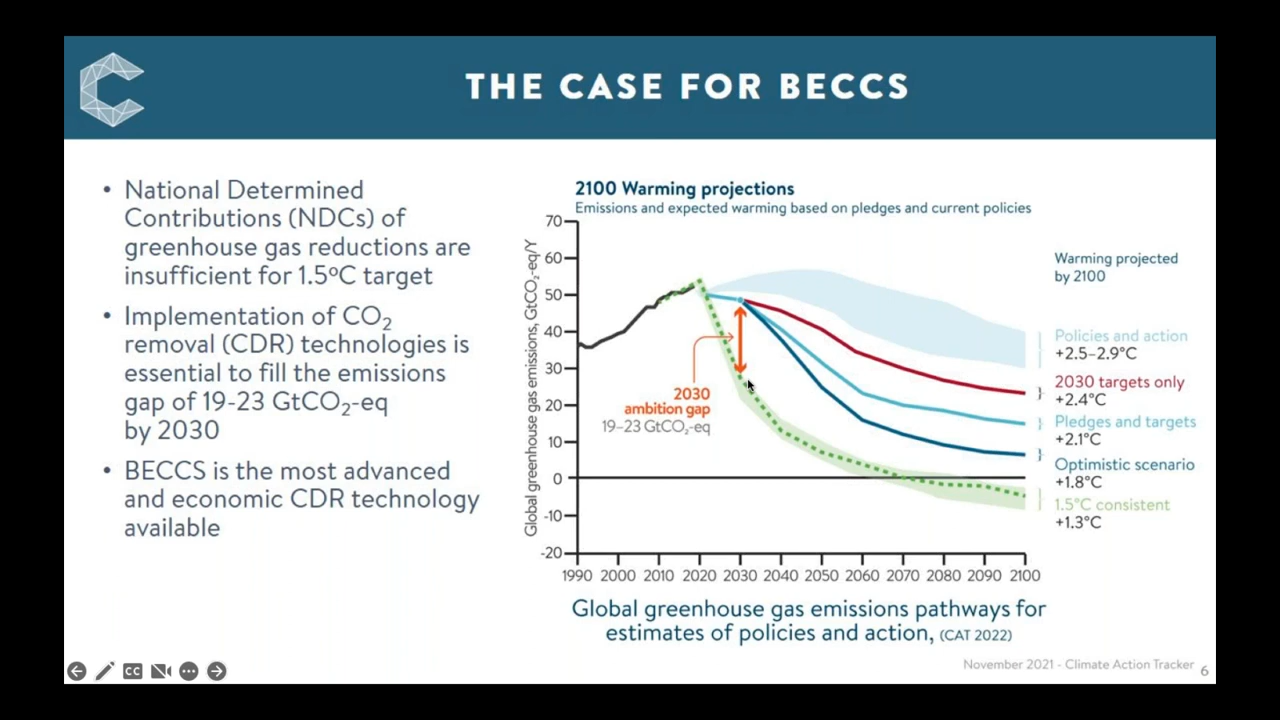 THE CASE FOR BECCS
• National Determined
Contributions (NDCs) of
greenhouse gas reductions are
insufficient for 1.5ºC target
• Implementation of CO₂
removal (CDR) technologies is
essential to fill the emissions
gap of 19-23 GtCO₂-eq
by 2030
• BECCS is the most advanced
and economic CDR technology
available
2100 Warming projections
Emissions and expected warming based on pledges and current policies
Global greenhouse gas emissions, GtCO₂-eq/Y
70
60
50
40
30
20
10
0
-10
-20
1990 2000 2010 2020 2030 2040 2050 2060 2070 2080 2090 2100
2030
ambition gap
19–23 GtCO₂-eq
Warming projected
by 2100
Policies and action
+2.5–2.9°C
2030 targets only
+2.4°C
Pledges and targets
+2.1°C
Optimistic scenario
+1.8°C
1.5°C consistent
+1.3°C
Global greenhouse gas emissions pathways for
estimates of policies and action, (CAT 2022)
November 2021 - Climate Action Tracker
6
CC